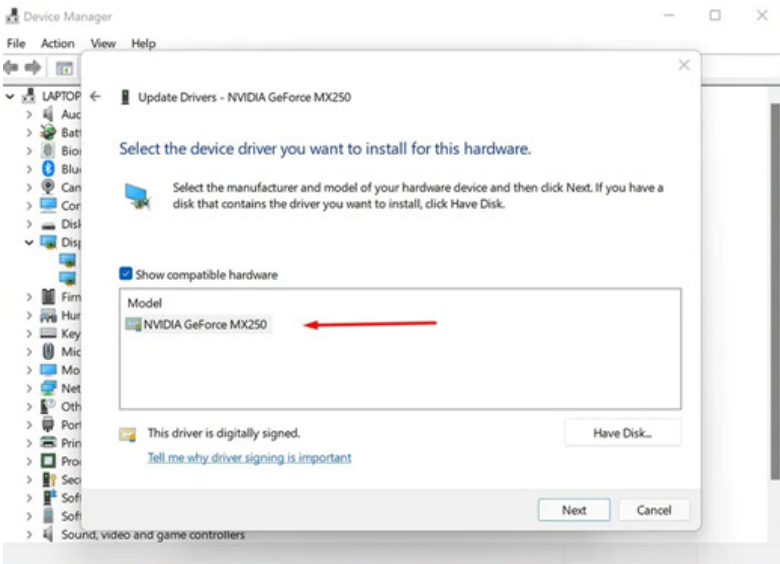 Device Manager
File Action View Help
Update Drivers - NVIDIA GeForce MX250
LAPTOP
Select the device driver you want to install for this hardware.
Select the manufacturer and model of your hardware device and then click Next. If you have a
disk that contains the driver you want to install, click Have Disk.
Show compatible hardware
Model
NVIDIA GeForce MX250
This driver is digitally signed.
Have Disk...
Tell me why driver signing is important
Next Cancel
Sound, video and game controllers